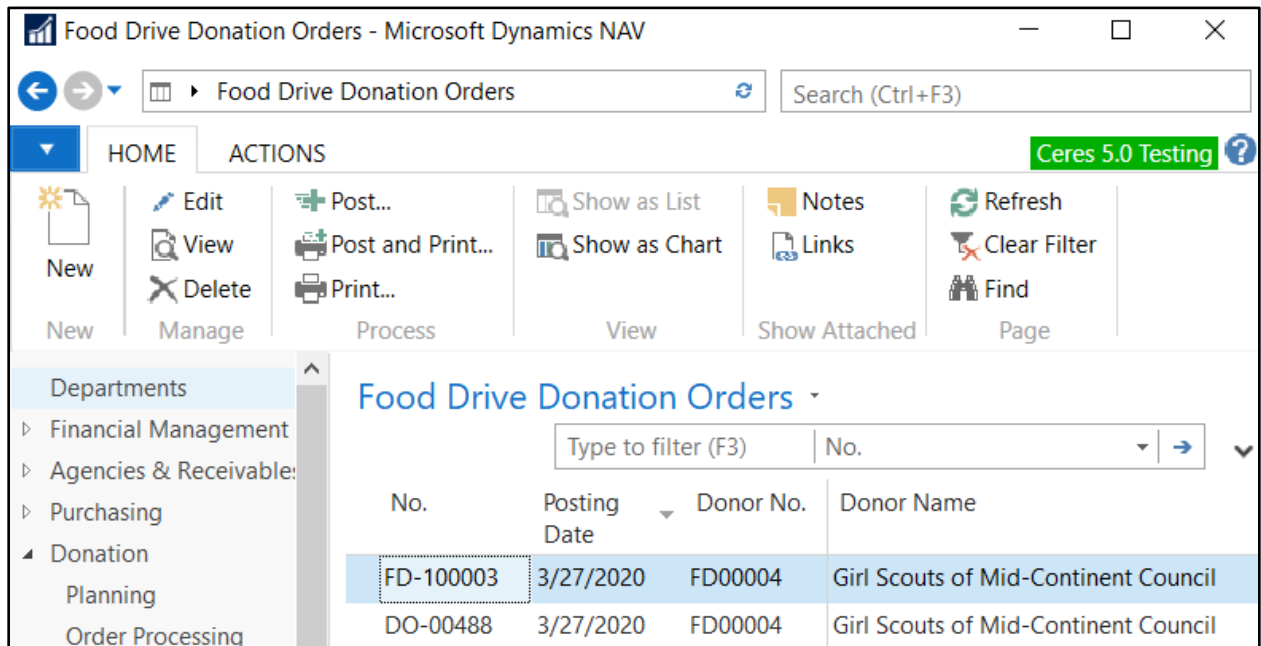 Food Drive Donation Orders - Microsoft Dynamics NAV
Food Drive Donation Orders
Search (Ctrl+F3)
HOME ACTIONS Ceres 5.0 Testing ?
Edit Post... Show as List Notes Refresh
View Post and Print... Show as Chart Links Clear Filter
New
Delete Print... Find
New Manage Process View Show Attached Page
Departments
Food Drive Donation Orders
Financial Management
Type to filter (F3) No.
Agencies & Receivables
Purchasing No. Posting Date Donor No. Donor Name
Donation
FD-100003 3/27/2020 FD00004 Girl Scouts of Mid-Continent Council
Planning
DO-00488 3/27/2020 FD00004 Girl Scouts of Mid-Continent Council
Order Processing